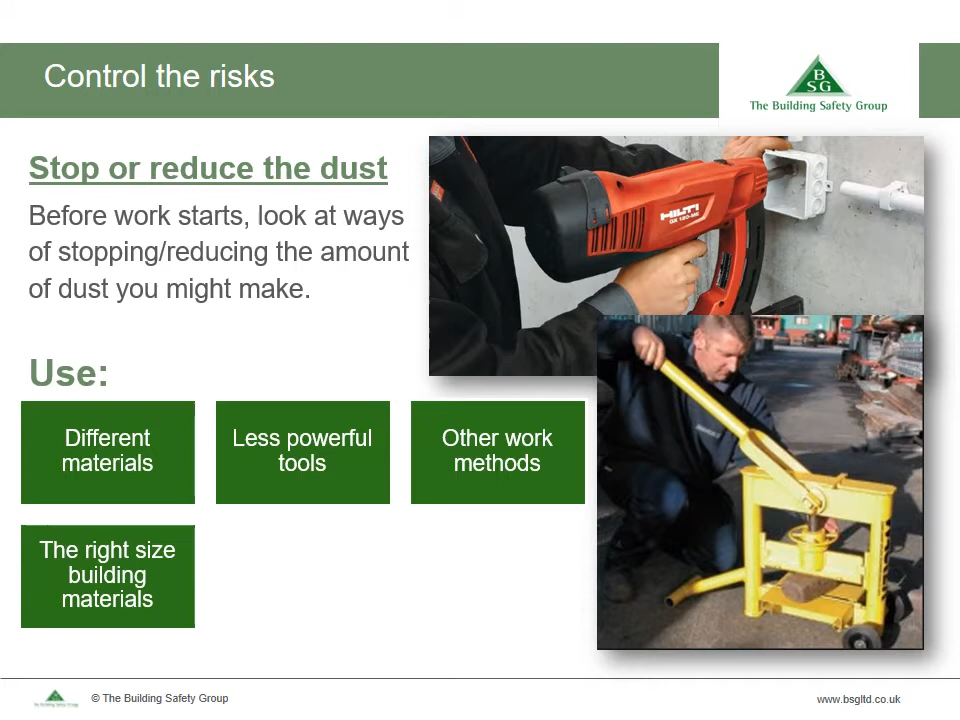 Control the risks
B
SG
The Building Safety Group
Stop or reduce the dust
Before work starts, look at ways
of stopping/reducing the amount
of dust you might make.
HILTI
Use:
Different
materials
Less powerful
tools
Other work
methods
The right size
building
materials
© The Building Safety Group
www.bsgltd.co.uk